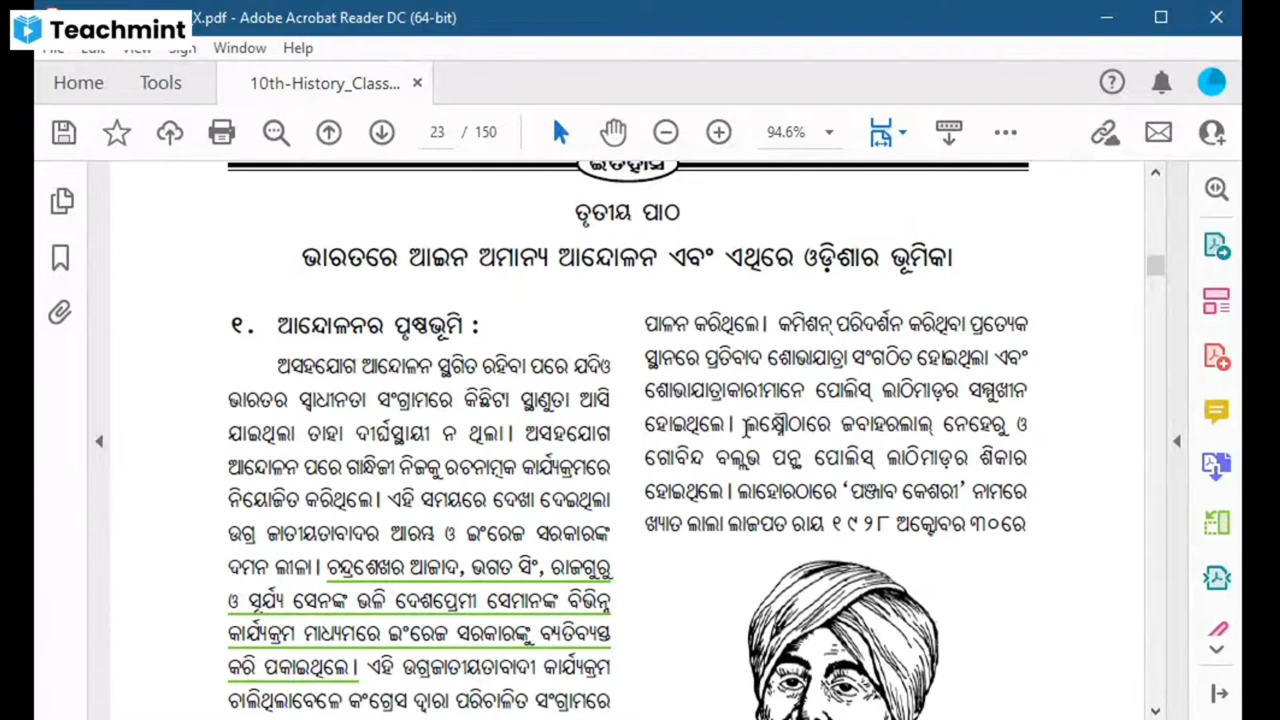 Teachmint
X.pdf - Adobe Acrobat Reader DC (64-bit)
File Edit View Sign Window Help
Home Tools 10th-History_Class... ×
23 / 150 94.6%
ଇତିହାସ
ତୃତୀୟ ପାଠ
ଭାରତରେ ଆଇନ ଅମାନ୍ୟ ଆନ୍ଦୋଳନ ଏବଂ ଏଥିରେ ଓଡ଼ିଶାର ଭୂମିକା
୧. ଆନ୍ଦୋଳନର ପୃଷ୍ଠଭୂମି :
ଅସହଯୋଗ ଆନ୍ଦୋଳନ ସ୍ଥଗିତ ରହିବା ପରେ ଯଦିଓ
ଭାରତର ସ୍ୱାଧୀନତା ସଂଗ୍ରାମରେ କିଛିଟା ସ୍ଥାଣୁତା ଆସି
ଯାଇଥିଲା ତାହା ଦୀର୍ଘସ୍ଥାୟୀ ନ ଥିଲା। ଅସହଯୋଗ
ଆନ୍ଦୋଳନ ପରେ ଗାନ୍ଧିଜୀ ନିଜକୁ ରଚନାତ୍ମକ କାର୍ଯ୍ୟକ୍ରମରେ
ନିୟୋଜିତ କରିଥିଲେ। ଏହି ସମୟରେ ଦେଖା ଦେଇଥିଲା
ଉଗ୍ର ଜାତୀୟତାବାଦର ଆରମ୍ଭ ଓ ଇଂରେଜ ସରକାରଙ୍କ
ଦମନ ଲୀଳା। ଚନ୍ଦ୍ରଶେଖର ଆଜାଦ, ଭଗତ ସିଂ, ରାଜଗୁରୁ
ଓ ସୂର୍ଯ୍ୟ ସେନଙ୍କ ଭଳି ଦେଶପ୍ରେମୀ ସେମାନଙ୍କ ବିଭିନ୍ନ
କାର୍ଯ୍ୟକ୍ରମ ମାଧ୍ୟମରେ ଇଂରେଜ ସରକାରଙ୍କୁ ବ୍ୟତିବ୍ୟସ୍ତ
କରି ପକାଇଥିଲେ। ଏହି ଉଗ୍ରଜାତୀୟତାବାଦୀ କାର୍ଯ୍ୟକ୍ରମ
ଚାଲିଥିଲାବେଳେ କଂଗ୍ରେସ ଦ୍ୱାରା ପରିଚାଳିତ ସଂଗ୍ରାମରେ
ପାଳନ କରିଥିଲେ। କମିଶନ୍ ପରିଦର୍ଶନ କରିଥିବା ପ୍ରତ୍ୟେକ
ସ୍ଥାନରେ ପ୍ରତିବାଦ ଶୋଭାଯାତ୍ରା ସଂଗଠିତ ହୋଇଥିଲା ଏବଂ
ଶୋଭାଯାତ୍ରାକାରୀମାନେ ପୋଲିସ୍ ଲାଠିମାଡ଼ର ସମ୍ମୁଖୀନ
ହୋଇଥିଲେ। ଲକ୍ଷ୍ନୌଠାରେ ଜବାହରଲାଲ୍ ନେହେରୁ ଓ
ଗୋବିନ୍ଦ ବଲ୍ଲଭ ପନ୍ଥ ପୋଲିସ୍ ଲାଠିମାଡ଼ର ଶିକାର
ହୋଇଥିଲେ। ଲାହୋରଠାରେ ‘ପଞ୍ଜାବ କେଶରୀ’ ନାମରେ
ଖ୍ୟାତ ଲାଲା ଲାଜପତ ରାୟ ୧୯୨୮ ଅକ୍ଟୋବର ୩୦ରେ